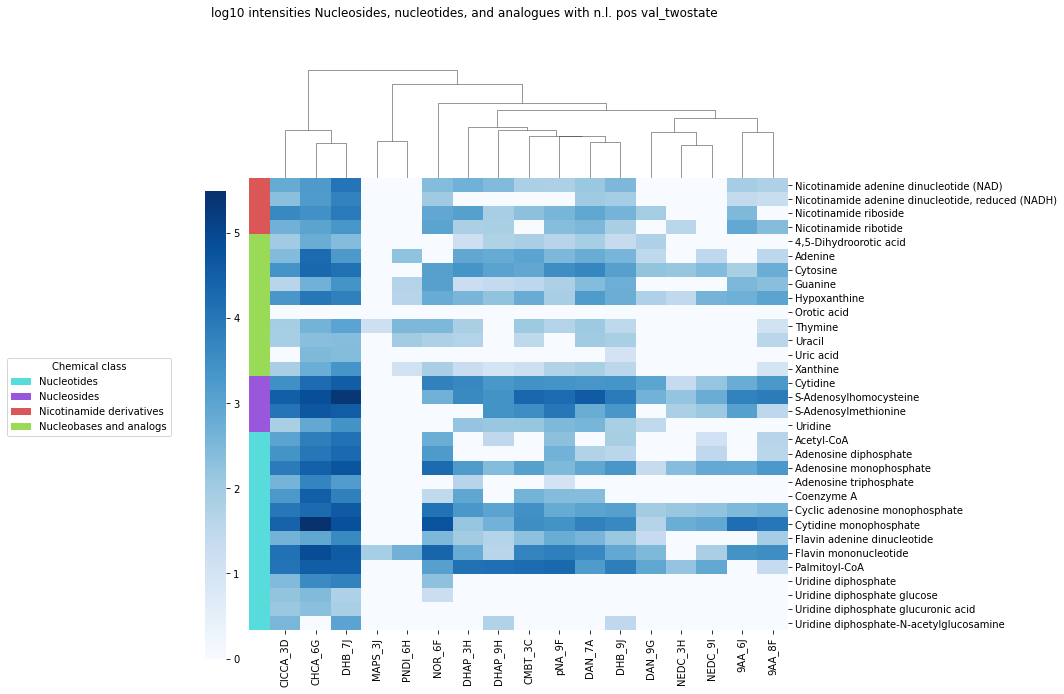 log10 intensities Nucleosides, nucleotides, and analogues with n.l. pos val_twostate
Nicotinamide adenine dinucleotide (NAD)
Nicotinamide adenine dinucleotide, reduced (NADH)
Nicotinamide riboside
Nicotinamide ribotide
4,5-Dihydroorotic acid
Adenine
Cytosine
Guanine
Hypoxanthine
Orotic acid
Thymine
Uracil
Uric acid
Xanthine
Cytidine
S-Adenosylhomocysteine
S-Adenosylmethionine
Uridine
Acetyl-CoA
Adenosine diphosphate
Adenosine monophosphate
Adenosine triphosphate
Coenzyme A
Cyclic adenosine monophosphate
Cytidine monophosphate
Flavin adenine dinucleotide
Flavin mononucleotide
Palmitoyl-CoA
Uridine diphosphate
Uridine diphosphate glucose
Uridine diphosphate glucuronic acid
Uridine diphosphate-N-acetylglucosamine
5
4
3
2
1
0
Chemical class
Nucleotides
Nucleosides
Nicotinamide derivatives
Nucleobases and analogs
CICCA_3D
CHCA_6G
DHB_7J
MAPS_3J
PNDI_6H
NOR_6F
DHAP_3H
DHAP_9H
CMBT_3C
pNA_9F
DAN_7A
DHB_9J
DAN_9G
NEDC_3H
NEDC_9I
9AA_6J
9AA_8F